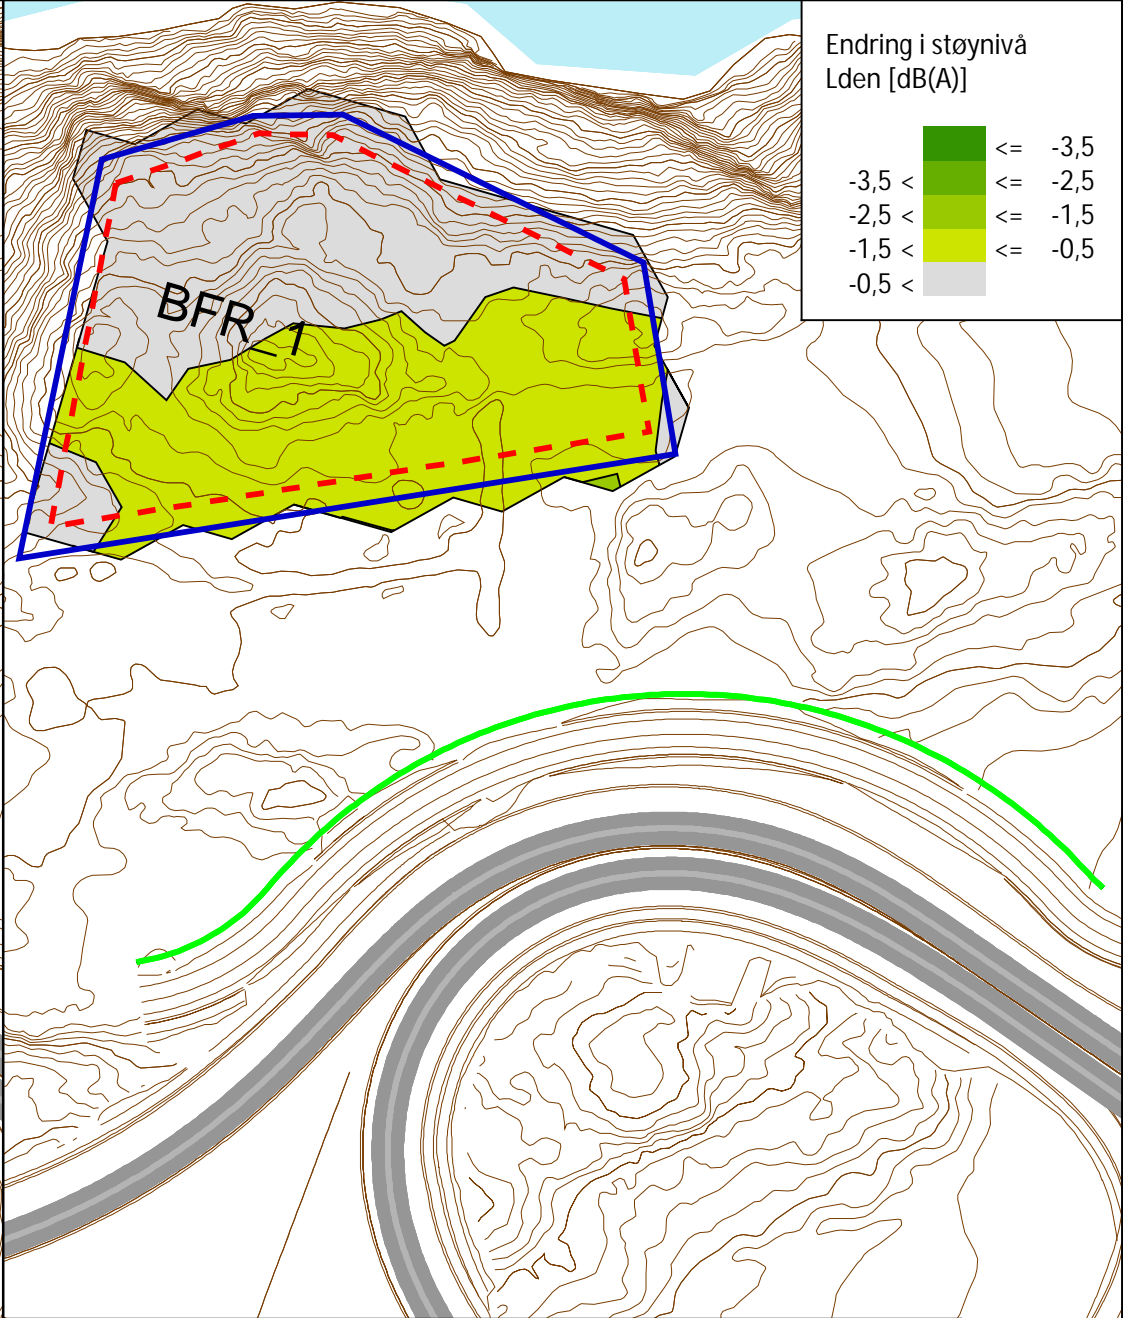 Endring i støynivå
Lden [dB(A)]
<= -3,5
-3,5 < <= -2,5
-2,5 < <= -1,5
-1,5 < <= -0,5
-0,5 <
BFR_1